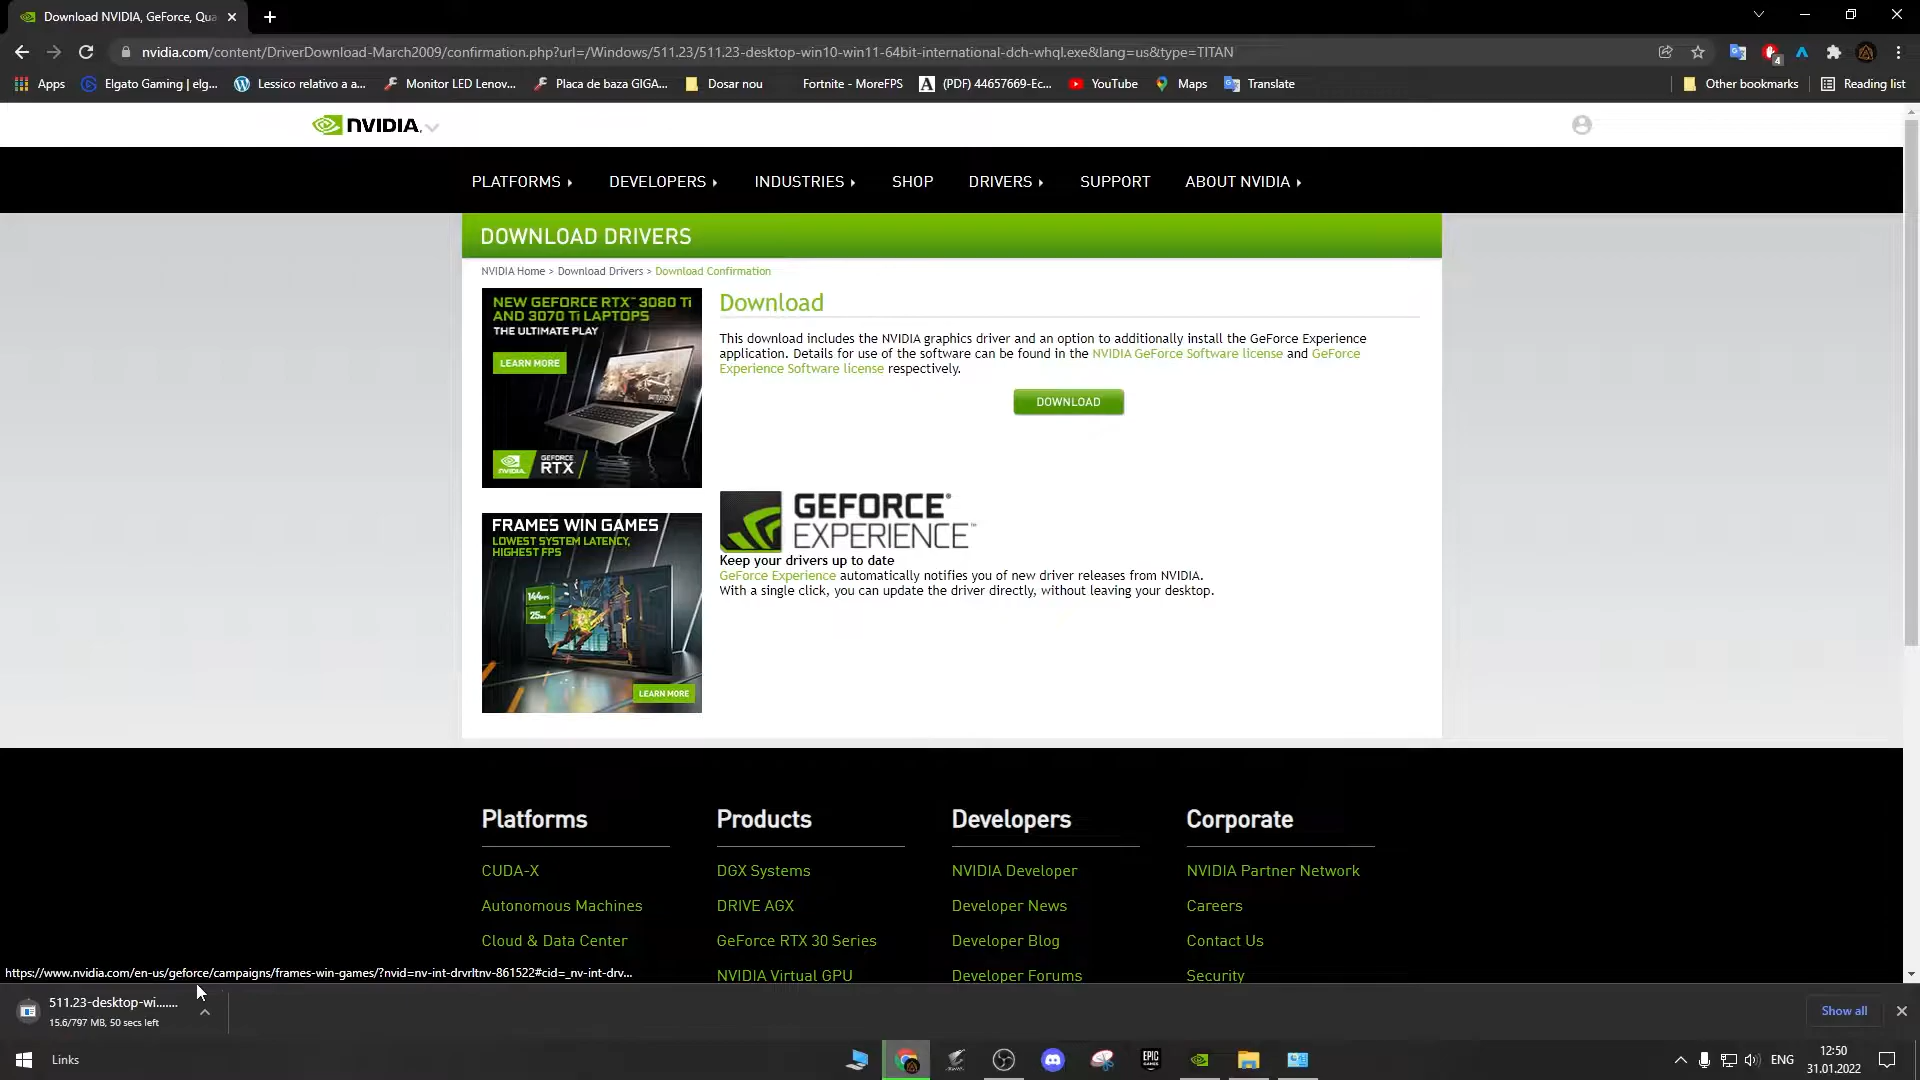 Download NVIDIA, GeForce, Qua
nvidia.com/content/DriverDownload-March2009/confirmation.php?url=/Windows/511.23/511.23-desktop-win10-win11-64bit-international-dch-whql.exe&lang=us&type=TITAN
4
Apps
Elgato Gaming | elg...
Lessico relativo a a...
Monitor LED Lenov...
Placa de baza GIGA...
Dosar nou
Fortnite - MoreFPS
(PDF) 44657669-Ec...
YouTube
Maps
Translate
Other bookmarks
Reading list
NVIDIA.
PLATFORMS
DEVELOPERS
INDUSTRIES
SHOP
DRIVERS
SUPPORT
ABOUT NVIDIA
DOWNLOAD DRIVERS
NVIDIA Home > Download Drivers > Download Confirmation
NEW GEFORCE RTX™ 3080 Ti
AND 3070 Ti LAPTOPS
THE ULTIMATE PLAY
LEARN MORE
NVIDIA
GEFORCE
RTX
Download
This download includes the NVIDIA graphics driver and an option to additionally install the GeForce Experience
application. Details for use of the software can be found in the NVIDIA GeForce Software license and GeForce
Experience Software license respectively.
DOWNLOAD
FRAMES WIN GAMES
LOWEST SYSTEM LATENCY,
HIGHEST FPS
144
25
LEARN MORE
GEFORCE®
EXPERIENCE™
Keep your drivers up to date
GeForce Experience automatically notifies you of new driver releases from NVIDIA.
With a single click, you can update the driver directly, without leaving your desktop.
Platforms
CUDA-X
Autonomous Machines
Cloud & Data Center
Products
DGX Systems
DRIVE AGX
GeForce RTX 30 Series
NVIDIA Virtual GPU
Developers
NVIDIA Developer
Developer News
Developer Blog
Developer Forums
Corporate
NVIDIA Partner Network
Careers
Contact Us
Security
https://www.nvidia.com/en-us/geforce/campaigns/frames-win-games/?nvid=nv-int-drvrltnv-861522#cid=_nv-int-drv...
511.23-desktop-wi.......
15.6/797 MB, 50 secs left
Show all
Links
EPIC
GAMES
ENG
12:50
31.01.2022